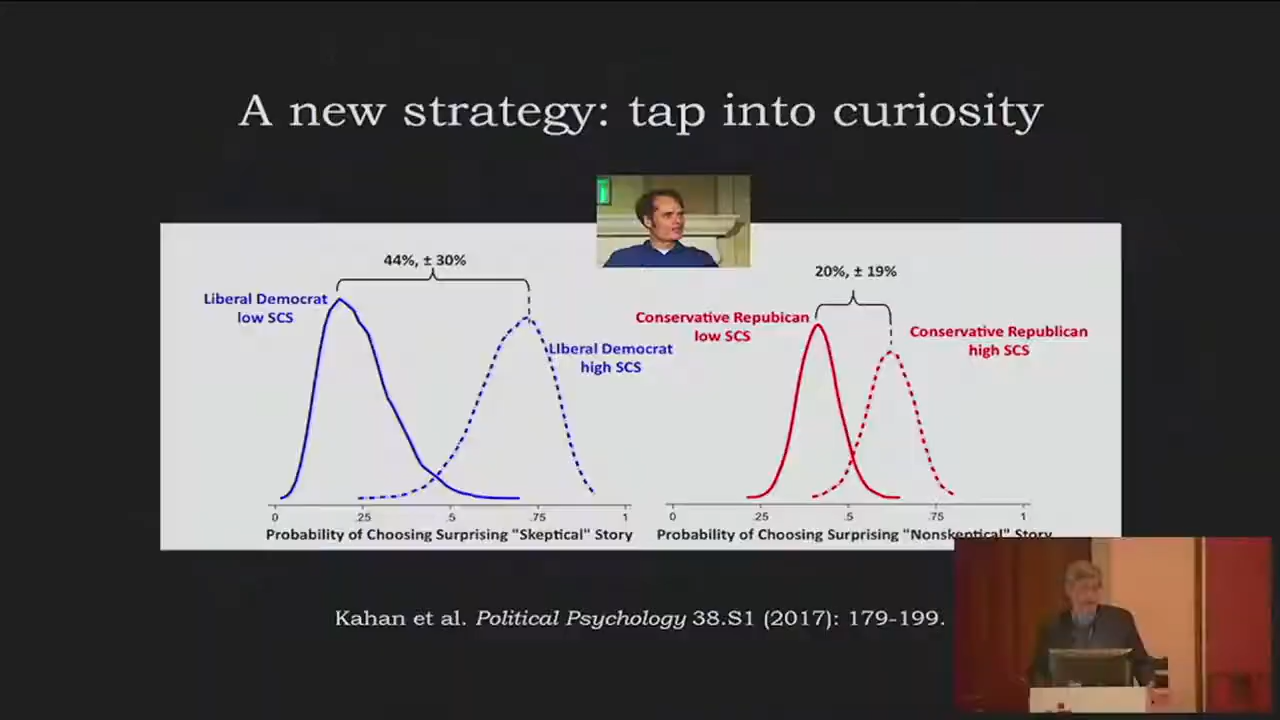 A new strategy: tap into curiosity
44%, ± 30%
Liberal Democrat
low SCS
LIberal Democrat
high SCS
0 .25 .5 .75 1
Probability of Choosing Surprising "Skeptical" Story
20%, ± 19%
Conservative Repubican
low SCS
Conservative Republican
high SCS
0 .25 .5 .75 1
Probability of Choosing Surprising "Nonskeptical" Story
Kahan et al. Political Psychology 38.S1 (2017): 179-199.